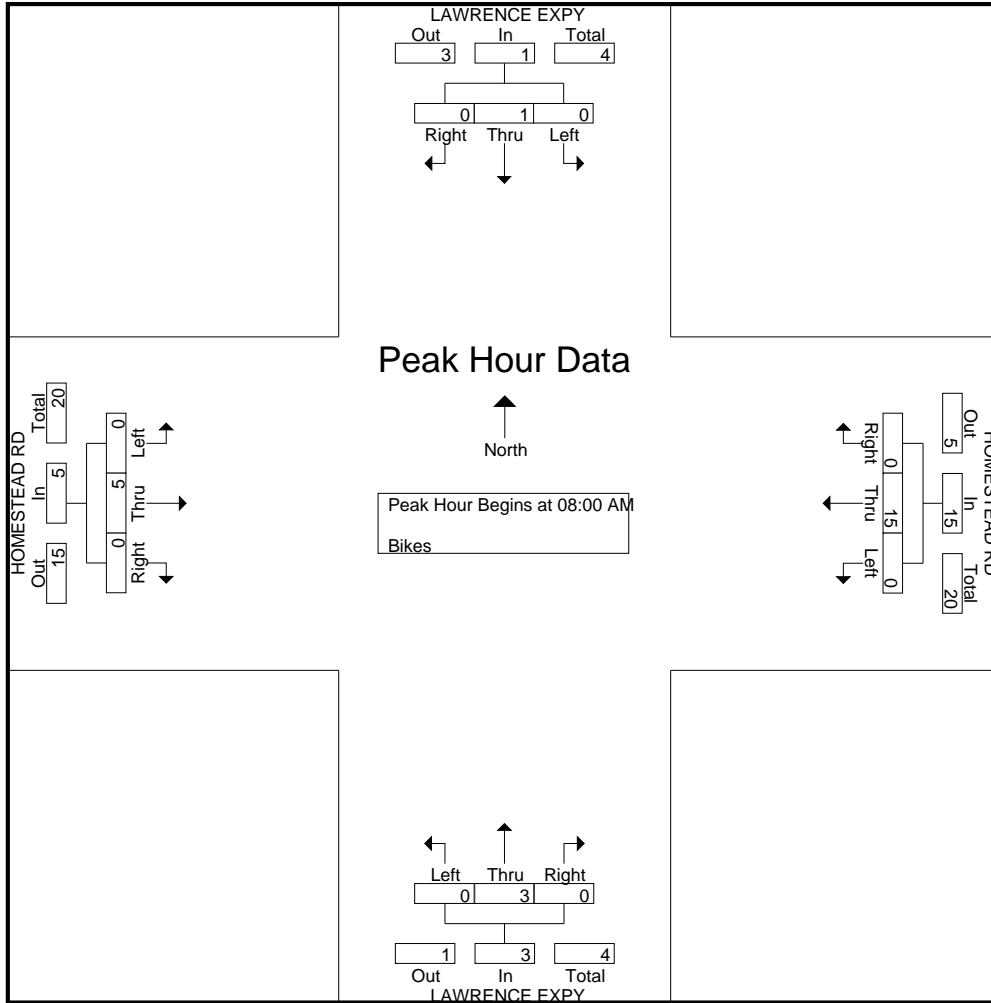 LAWRENCE EXPY
Out In Total
3 1 4
0 1 0
Right Thru Left
Peak Hour Data
North
Peak Hour Begins at 08:00 AM
Bikes
HOMESTEAD RD
Total In Out
20 5 15
0 5 0
Left Thru Right
HOMESTEAD RD
Out In Total
5 15 20
0 15 0
Right Thru Left
Left Thru Right
0 3 0
1 3 4
Out In Total
LAWRENCE EXPY